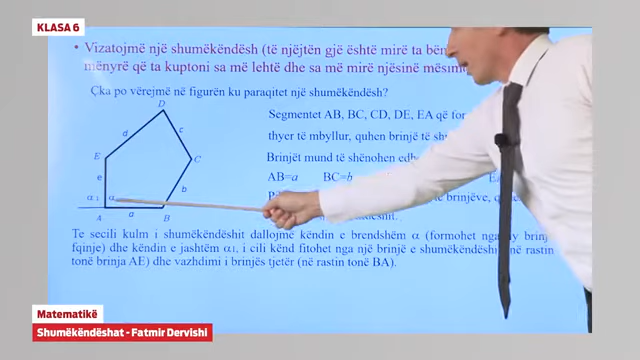 KLASA 6
• Vizatojmë një shumëkëndësh (të njëjtën gjë është mirë ta bën
mënyrë që ta kuptoni sa më lehtë dhe sa më mirë njësinë mësim
Çka po vërejmë në figurën ku paraqitet një shumëkëndësh?
D
Segmentet AB, BC, CD, DE, EA që for
d
c
thyer të mbyllur, quhen brinjë të shu
E
C
Brinjët mund të shënohen edh
e
b
AB=a BC=b
α1 α
brinjëve, qu
A a B
Te secili kulm i shumëkëndëshit dallojmë këndin e brendshëm α (formohet nga
brinj
fqinje) dhe këndin e jashtëm α1, i cili kënd fitohet nga një brinjë e shumëkëndësh
në rastin
tonë brinja AE) dhe vazhdimi i brinjës tjetër (në rastin tonë BA).
Matematikë
Shumëkëndëshat - Fatmir Dervishi